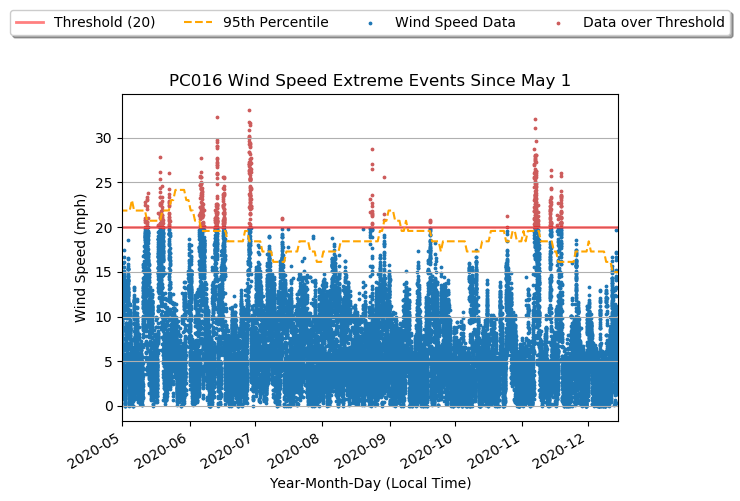 Threshold (20) 95th Percentile Wind Speed Data Data over Threshold
PC016 Wind Speed Extreme Events Since May 1
Wind Speed (mph)
30
25
20
15
10
5
0
2020-05 2020-06 2020-07 2020-08 2020-09 2020-10 2020-11 2020-12
Year-Month-Day (Local Time)